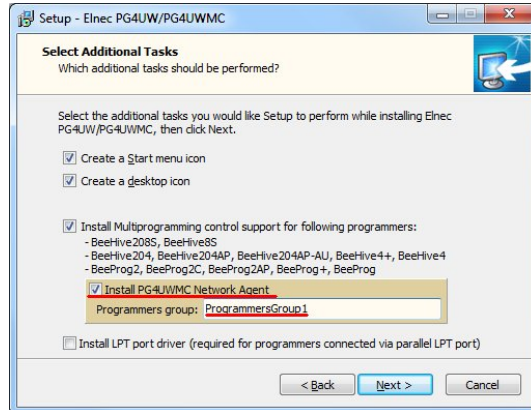 Setup - Elnec PG4UW/PG4UWMC
Select Additional Tasks
Which additional tasks should be performed?
Select the additional tasks you would like Setup to perform while installing Elnec
PG4UW/PG4UWMC, then click Next.
Create a Start menu icon
Create a desktop icon
Install Multiprogramming control support for following programmers:
- BeeHive208S, BeeHive8S
- BeeHive204, BeeHive204AP, BeeHive204AP-AU, BeeHive4+, BeeHive4
- BeeProg2, BeeProg2C, BeeProg2AP, BeeProg+, BeeProg
Install PG4UWMC Network Agent
Programmers group: ProgrammersGroup1
Install LPT port driver (required for programmers connected via parallel LPT port)
< Back Next > Cancel